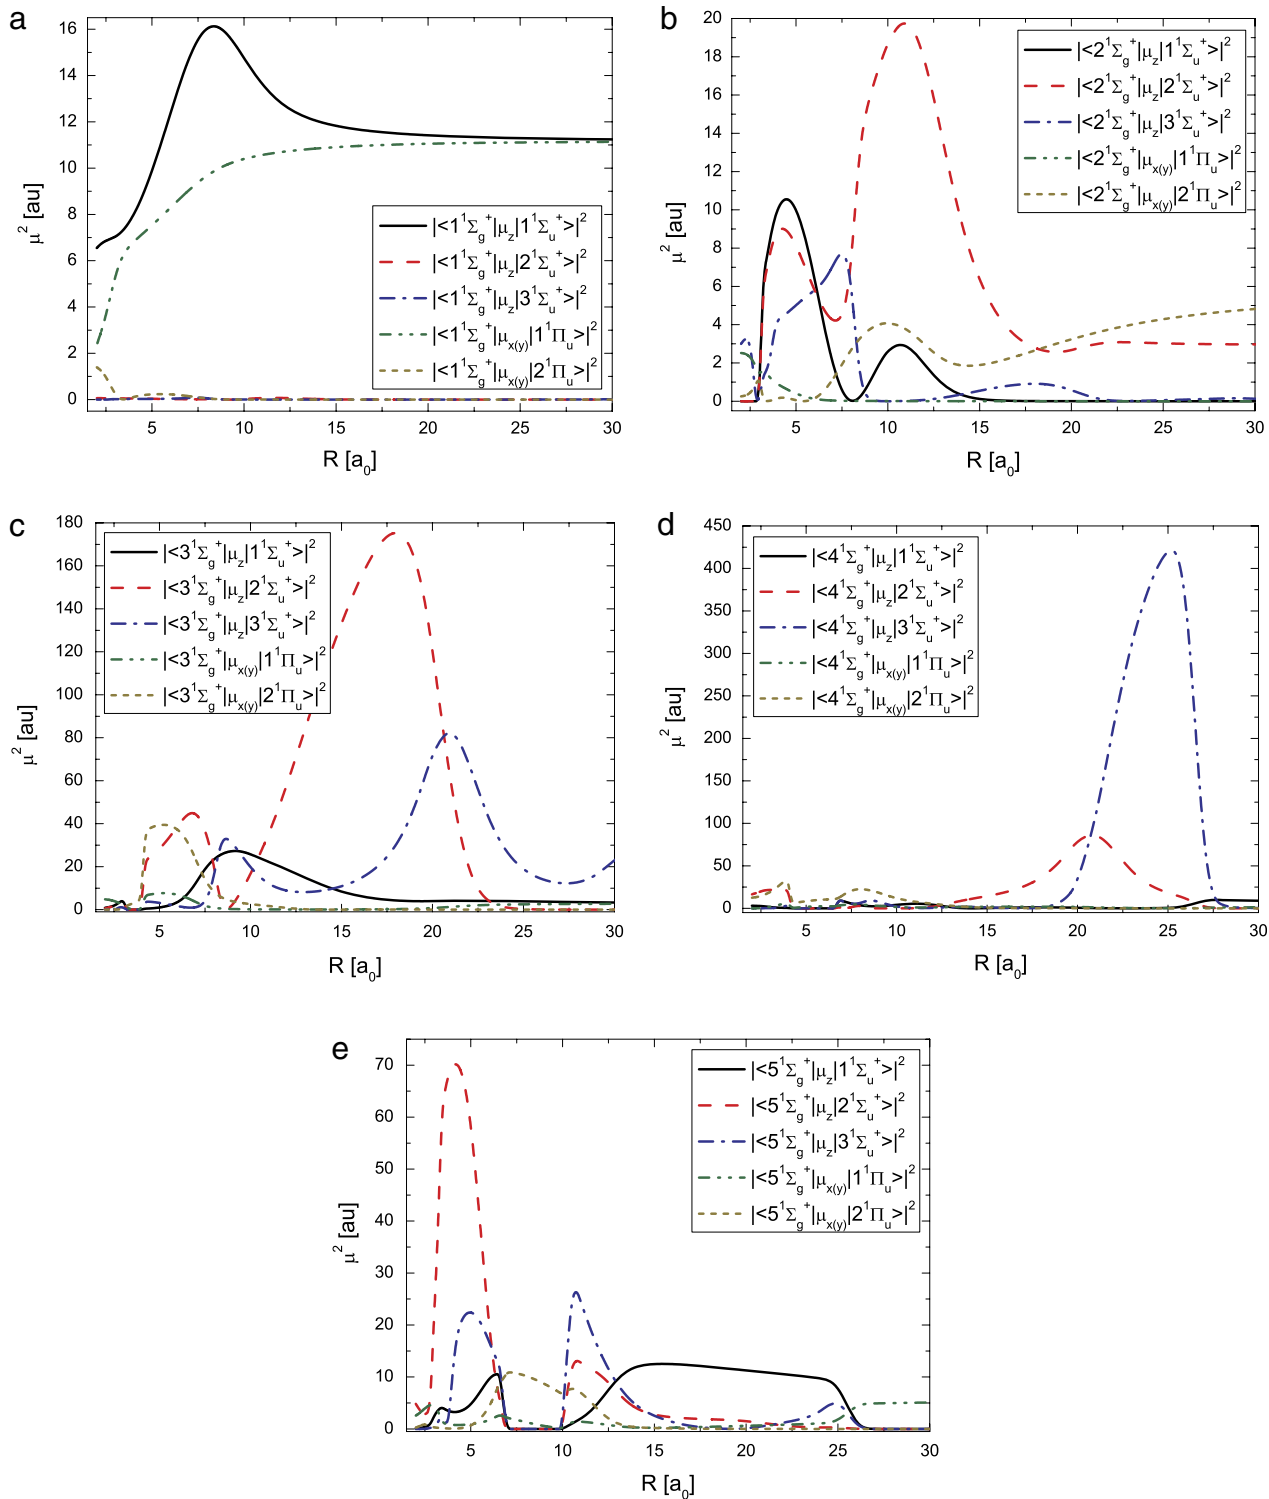 a
μ² [au]
16
14
12
10
8
6
4
2
0
|<1¹Σg⁺|μz|1¹Σu⁺>|²
|<1¹Σg⁺|μz|2¹Σu⁺>|²
|<1¹Σg⁺|μz|3¹Σu⁺>|²
|<1¹Σg⁺|μx(y)|1¹Πu>|²
|<1¹Σg⁺|μx(y)|2¹Πu>|²
5 10 15 20 25 30
R [a₀]
b
μ² [au]
20
18
16
14
12
10
8
6
4
2
0
|<2¹Σg⁺|μz|1¹Σu⁺>|²
|<2¹Σg⁺|μz|2¹Σu⁺>|²
|<2¹Σg⁺|μz|3¹Σu⁺>|²
|<2¹Σg⁺|μx(y)|1¹Πu>|²
|<2¹Σg⁺|μx(y)|2¹Πu>|²
5 10 15 20 25 30
R [a₀]
c
μ² [au]
180
160
140
120
100
80
60
40
20
0
|<3¹Σg⁺|μz|1¹Σu⁺>|²
|<3¹Σg⁺|μz|2¹Σu⁺>|²
|<3¹Σg⁺|μz|3¹Σu⁺>|²
|<3¹Σg⁺|μx(y)|1¹Πu>|²
|<3¹Σg⁺|μx(y)|2¹Πu>|²
5 10 15 20 25 30
R [a₀]
d
μ² [au]
450
400
350
300
250
200
150
100
50
0
|<4¹Σg⁺|μz|1¹Σu⁺>|²
|<4¹Σg⁺|μz|2¹Σu⁺>|²
|<4¹Σg⁺|μz|3¹Σu⁺>|²
|<4¹Σg⁺|μx(y)|1¹Πu>|²
|<4¹Σg⁺|μx(y)|2¹Πu>|²
5 10 15 20 25 30
R [a₀]
e
μ² [au]
70
60
50
40
30
20
10
0
|<5¹Σg⁺|μz|1¹Σu⁺>|²
|<5¹Σg⁺|μz|2¹Σu⁺>|²
|<5¹Σg⁺|μz|3¹Σu⁺>|²
|<5¹Σg⁺|μx(y)|1¹Πu>|²
|<5¹Σg⁺|μx(y)|2¹Πu>|²
5 10 15 20 25 30
R [a₀]